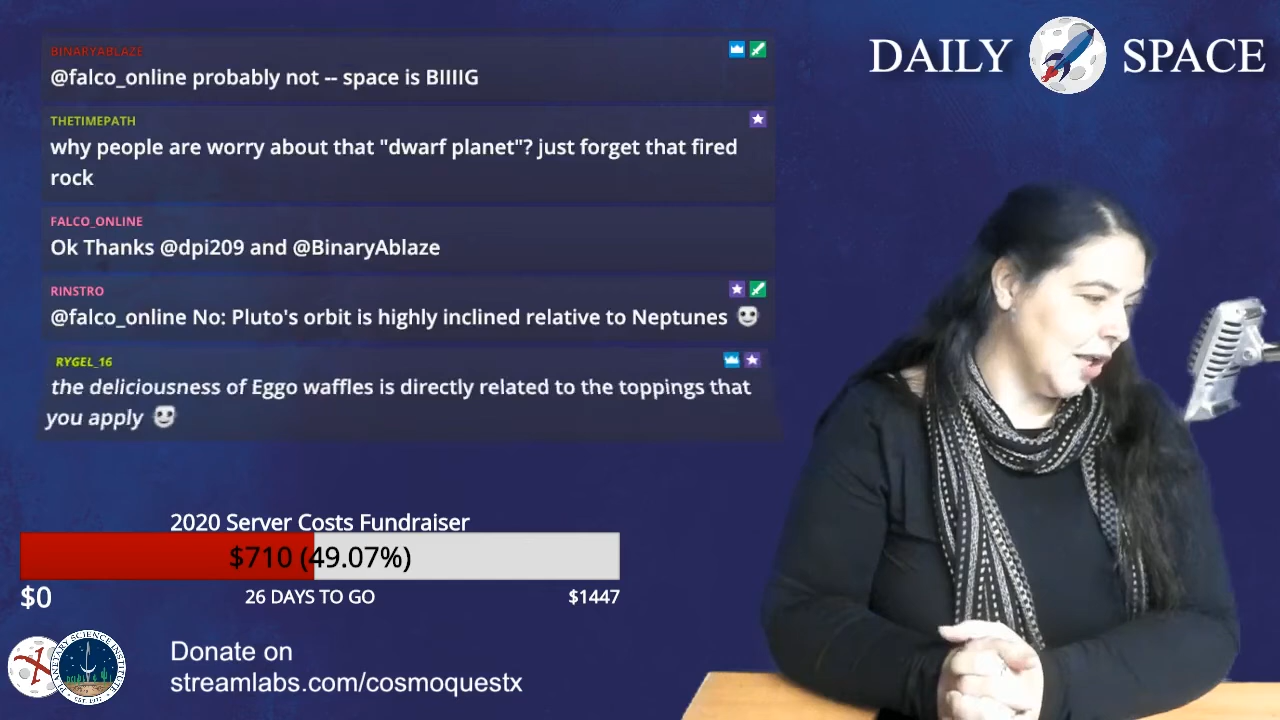 DAILY SPACE
BINARYABLAZE
@falco_online probably not -- space is BIIIIG
THETIMEPATH
why people are worry about that "dwarf planet"? just forget that fired
rock
FALCO_ONLINE
Ok Thanks @dpi209 and @BinaryAblaze
RINSTRO
@falco_online No: Pluto's orbit is highly inclined relative to Neptunes
RYGEL_16
the deliciousness of Eggo waffles is directly related to the toppings that
you apply
2020 Server Costs Fundraiser
$710 (49.07%)
$0 26 DAYS TO GO $1447
PLANETARY SCIENCE INSTITUTE
Donate on
streamlabs.com/cosmoquestx